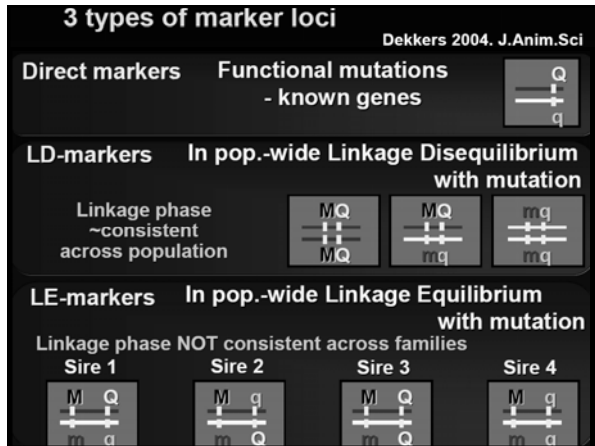 3 types of marker loci
Dekkers 2004. J.Anim.Sci
Direct markers Functional mutations
- known genes
Q
q
LD-markers In pop.-wide Linkage Disequilibrium
with mutation
Linkage phase
~consistent
across population
MQ MQ mq
MQ mq mq
LE-markers In pop.-wide Linkage Equilibrium
with mutation
Linkage phase NOT consistent across families
Sire 1 Sire 2 Sire 3 Sire 4
M Q M q M Q M q
m q m Q m q m Q